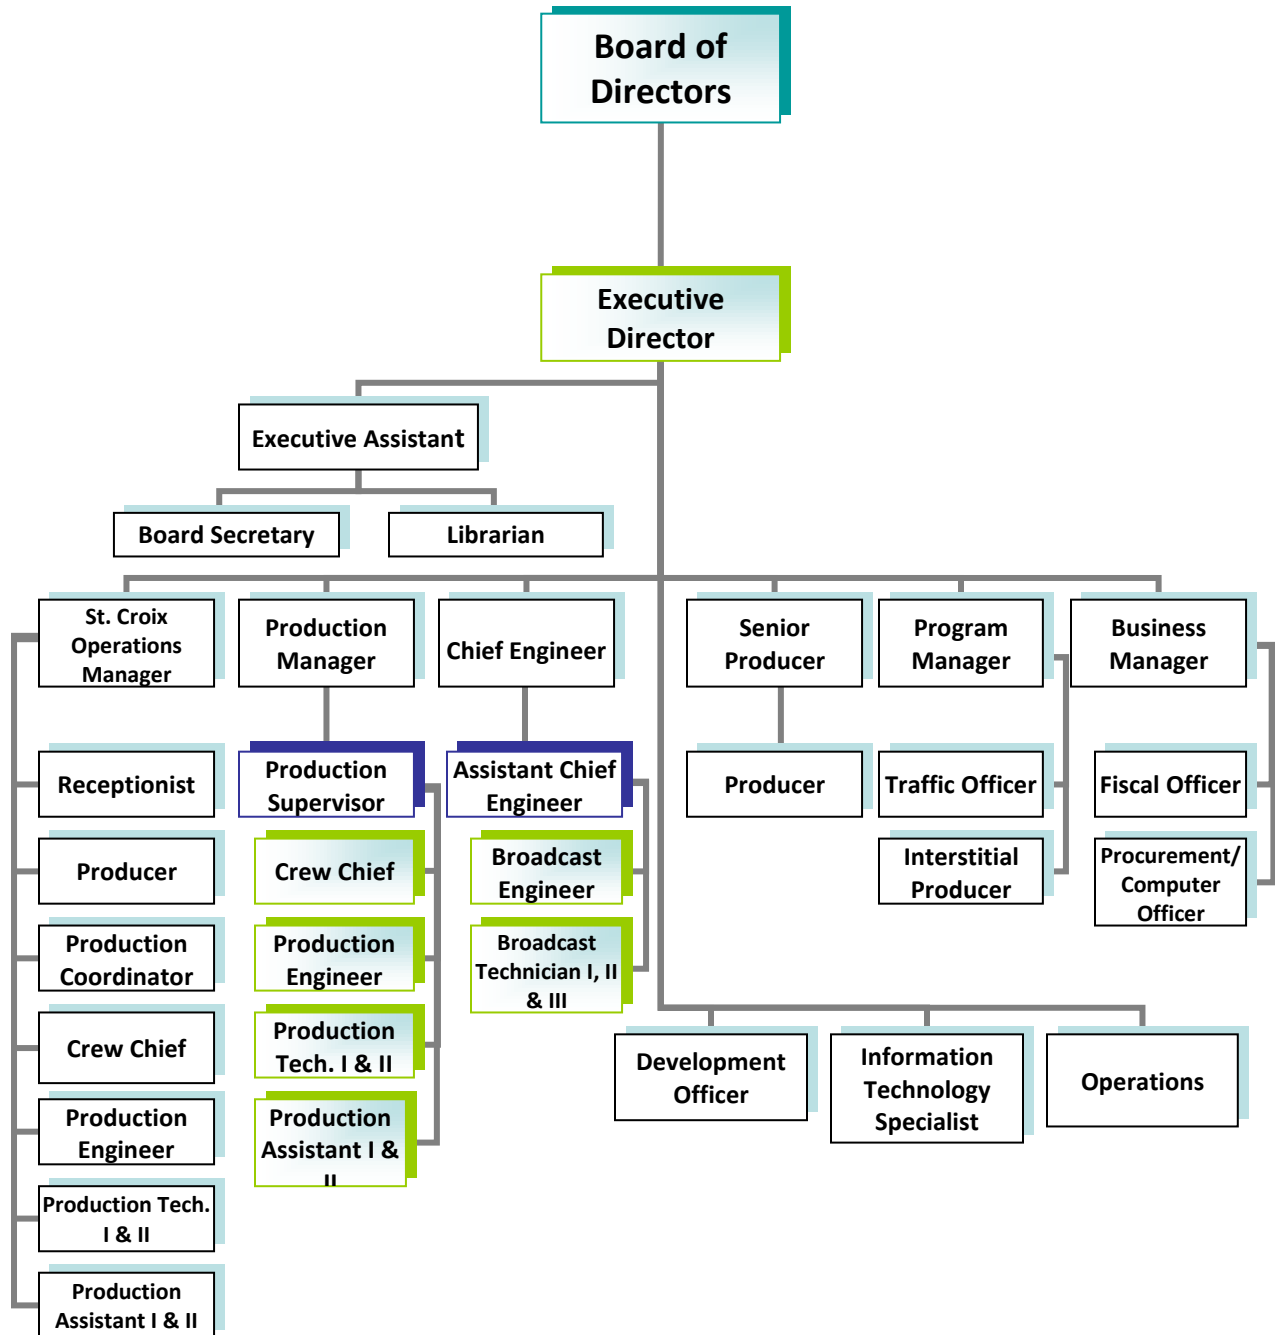 Board of
Directors
Executive
Director
Executive Assistant
Board Secretary
Librarian
St. Croix
Operations
Manager
Production
Manager
Chief Engineer
Senior
Producer
Program
Manager
Business
Manager
Receptionist
Producer
Production
Coordinator
Crew Chief
Production
Engineer
Production Tech.
I & II
Production
Assistant I & II
Production
Supervisor
Crew Chief
Production
Engineer
Production
Tech. I & II
Production
Assistant I &
II
Assistant Chief
Engineer
Broadcast
Engineer
Broadcast
Technician I, II
& III
Producer
Traffic Officer
Interstitial
Producer
Fiscal Officer
Procurement/
Computer
Officer
Development
Officer
Information
Technology
Specialist
Operations